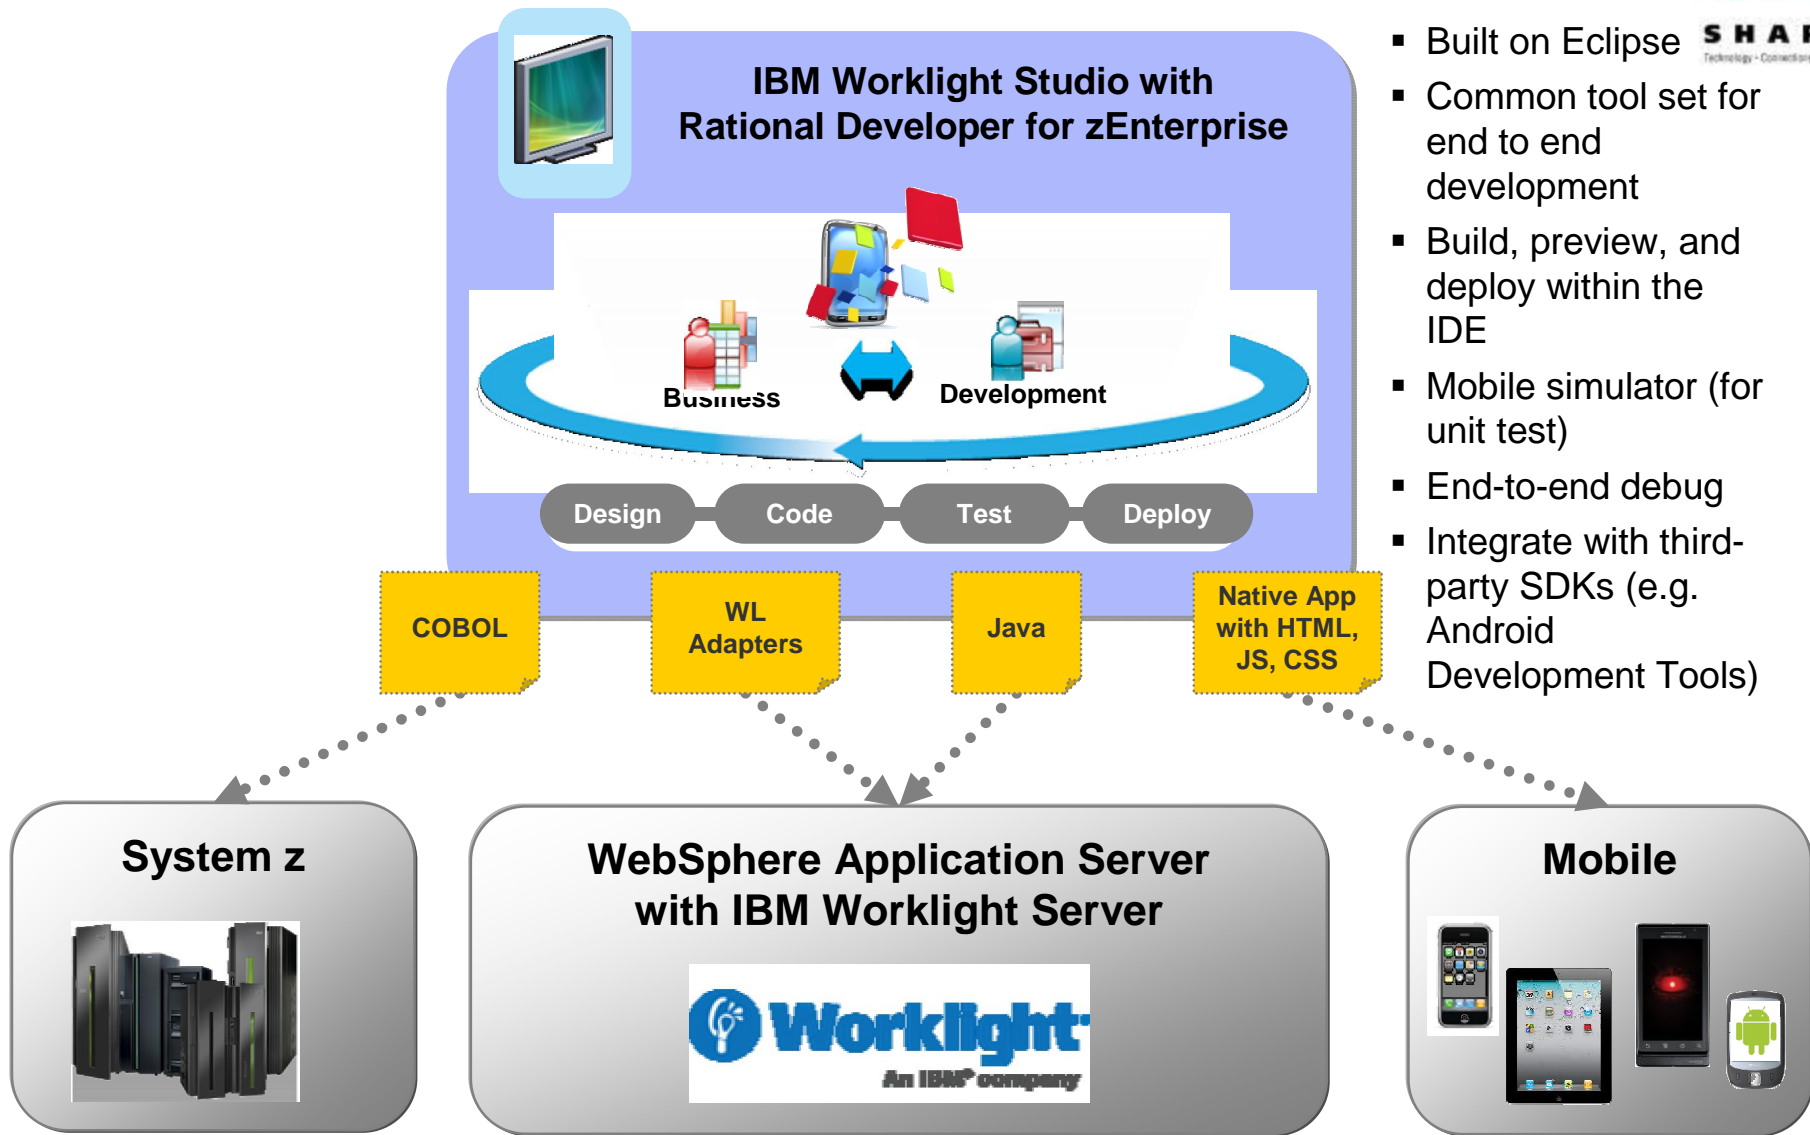 IBM Worklight Studio with
Rational Developer for zEnterprise
Business
Development
Design
Code
Test
Deploy
COBOL
WL
Adapters
Java
Native App
with HTML,
JS, CSS
▪ Built on Eclipse
▪ Common tool set for
end to end
development
▪ Build, preview, and
deploy within the
IDE
▪ Mobile simulator (for
unit test)
▪ End-to-end debug
▪ Integrate with third-
party SDKs (e.g.
Android
Development Tools)
System z
WebSphere Application Server
with IBM Worklight Server
Worklight
An IBM® company
Mobile